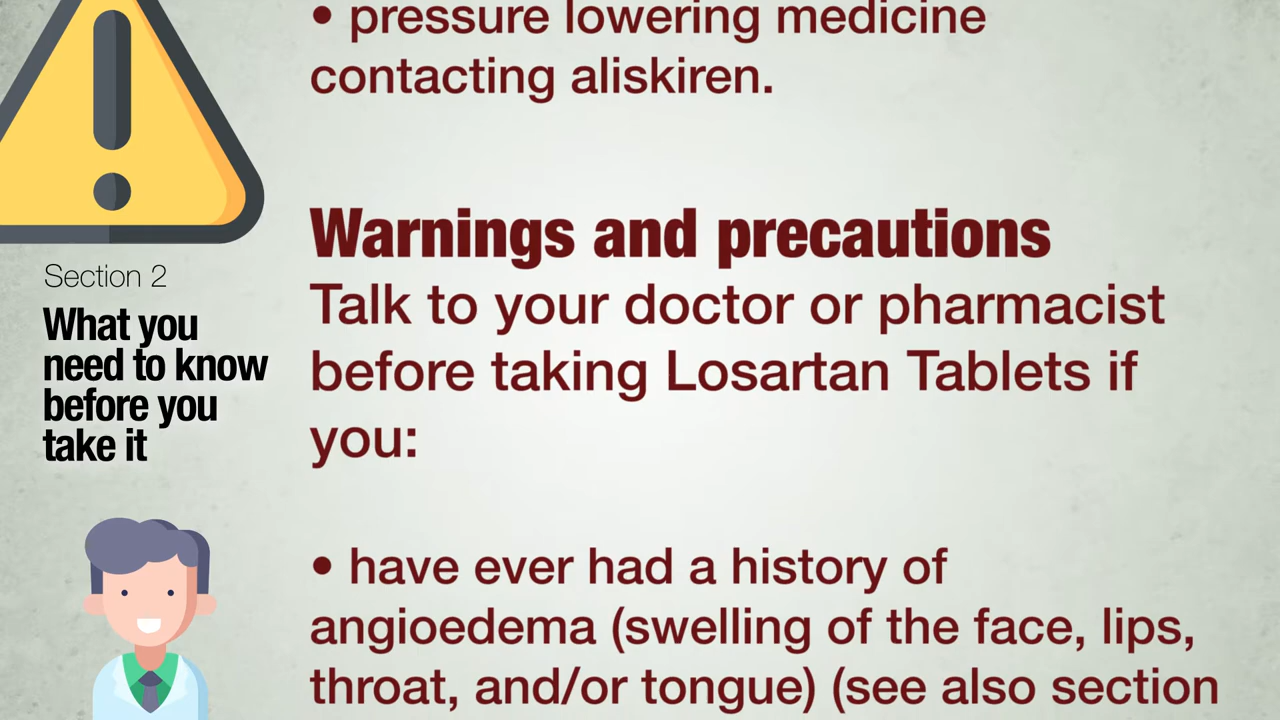 • pressure lowering medicine
contacting aliskiren.
Warnings and precautions
Talk to your doctor or pharmacist
before taking Losartan Tablets if
you:
• have ever had a history of
angioedema (swelling of the face, lips,
throat, and/or tongue) (see also section
Section 2
What you
need to know
before you
take it